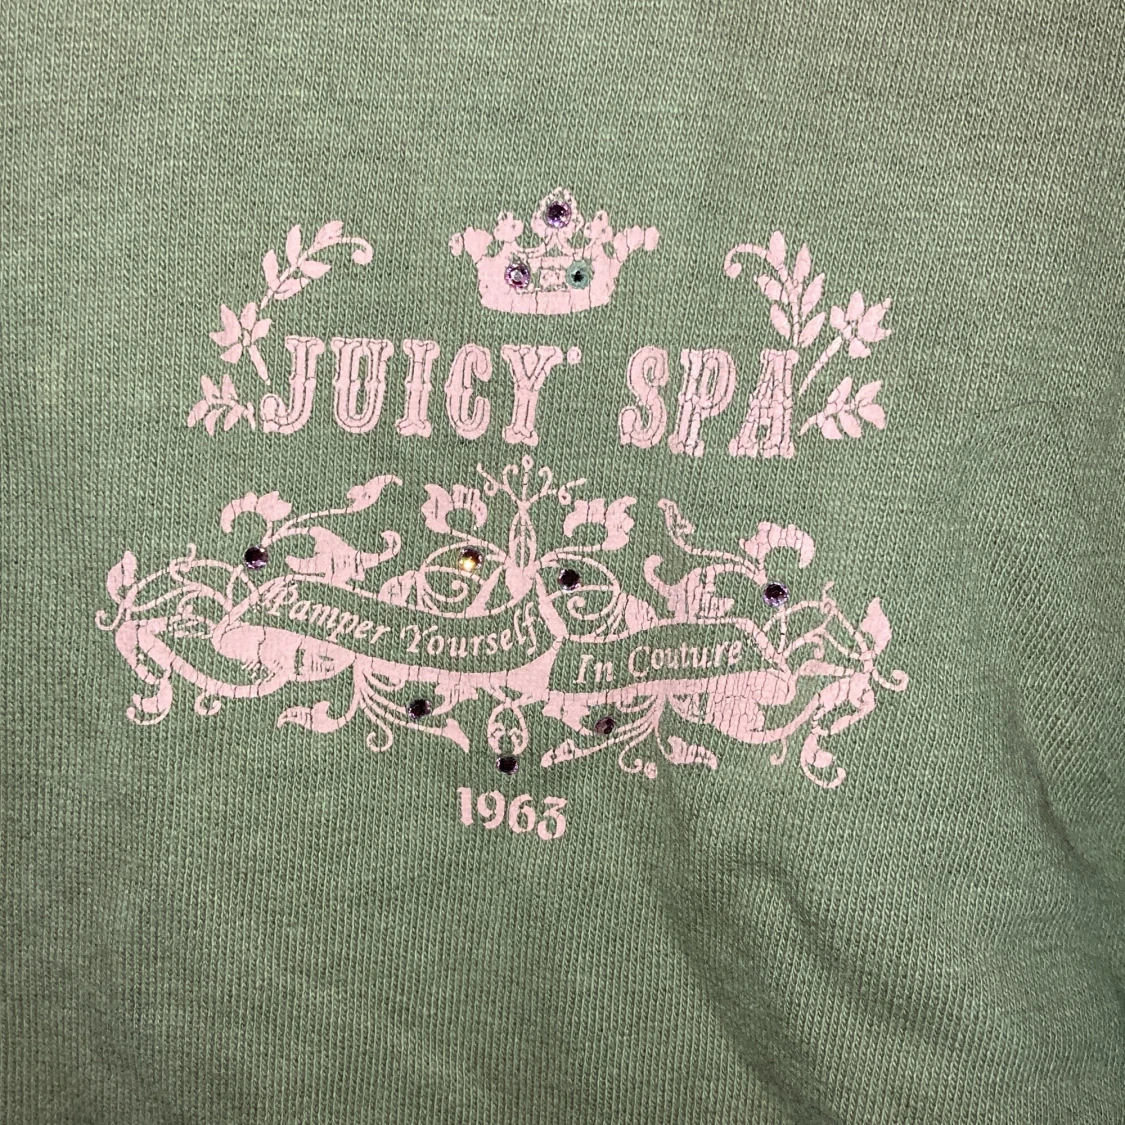 JUICY SPA
Pamper Yourself In Couture
1963